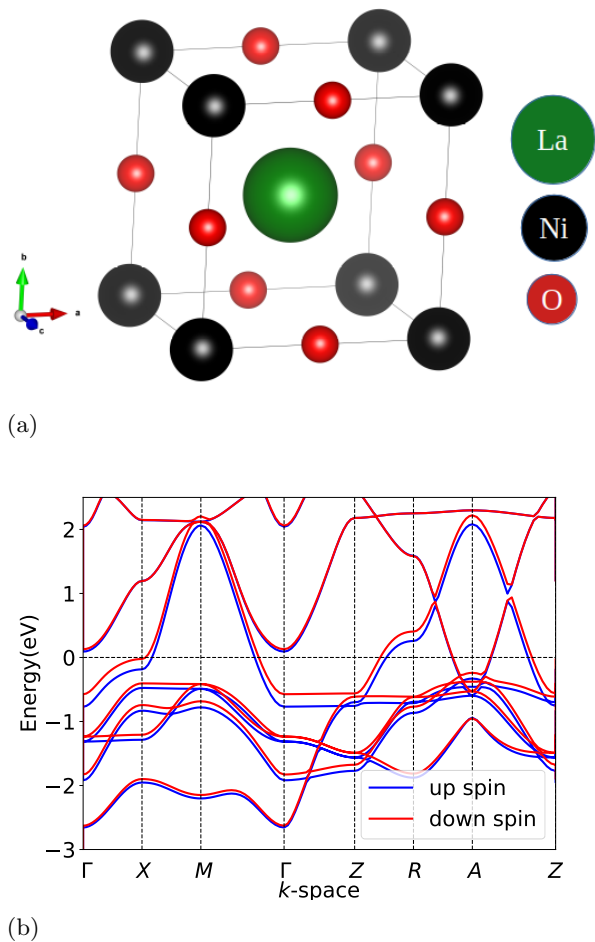 La
Ni
O
b
a
c
(a)
Energy(eV)
2
1
0
−1
−2
−3
up spin
down spin
Γ X M Γ Z R A Z
k-space
(b)